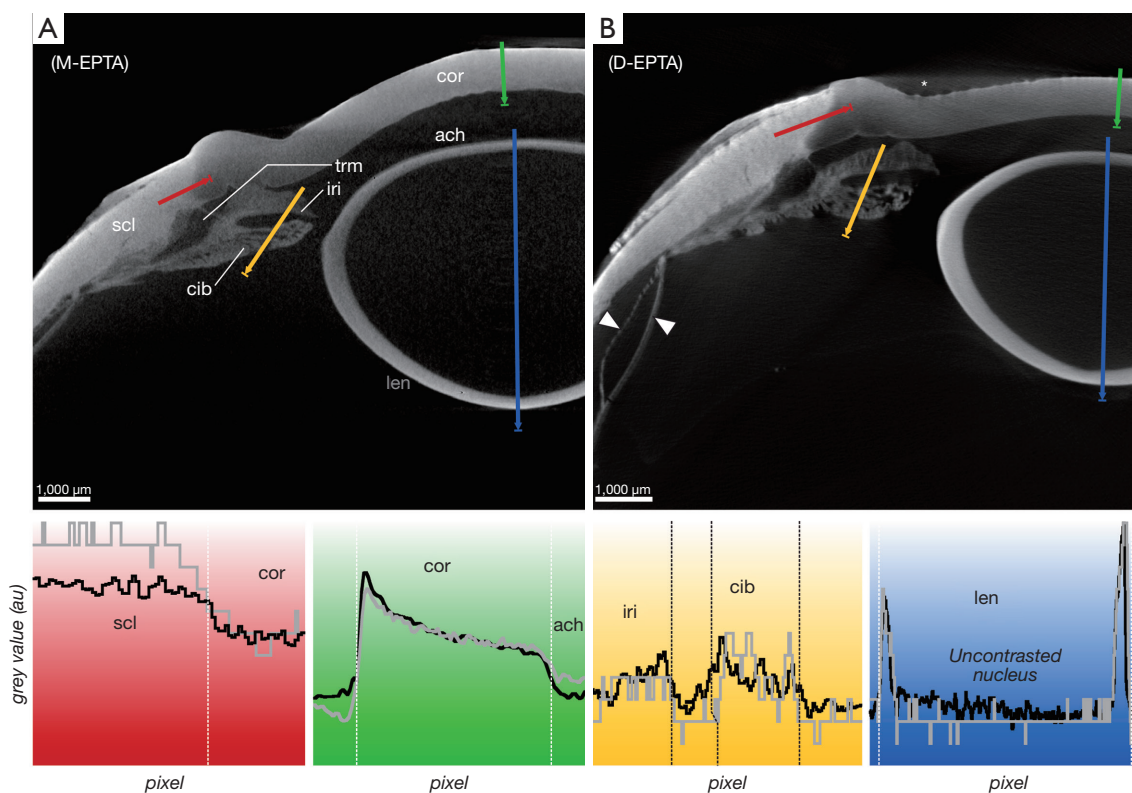 A
(M-EPTA)
cor
ach
trm
iri
scl
cib
len
1,000 µm
B
(D-EPTA)
*
1,000 µm
grey value (au)
scl
cor
pixel
cor
ach
pixel
iri
cib
pixel
len
Uncontrasted
nucleus
pixel